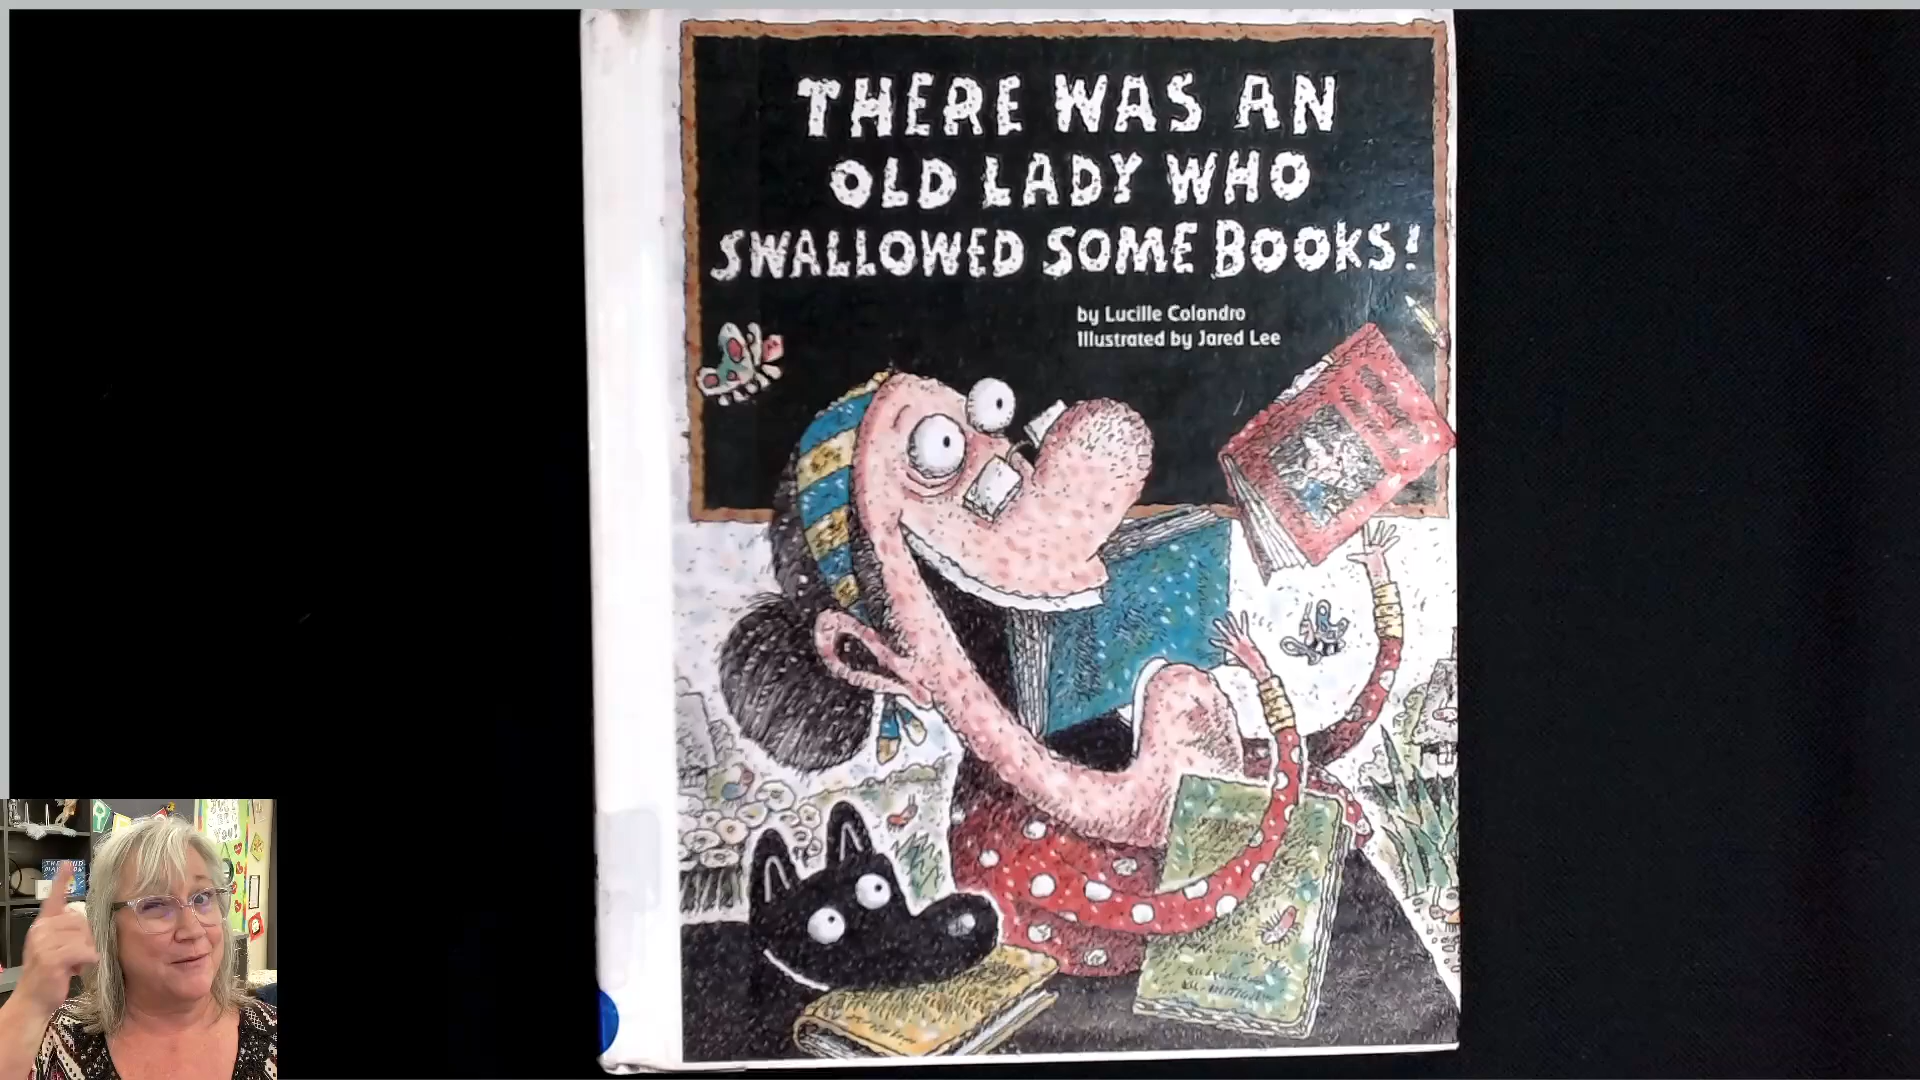 THERE WAS AN
OLD LADY WHO
SWALLOWED SOME BOOKS!
by Lucille Colandro
Illustrated by Jared Lee